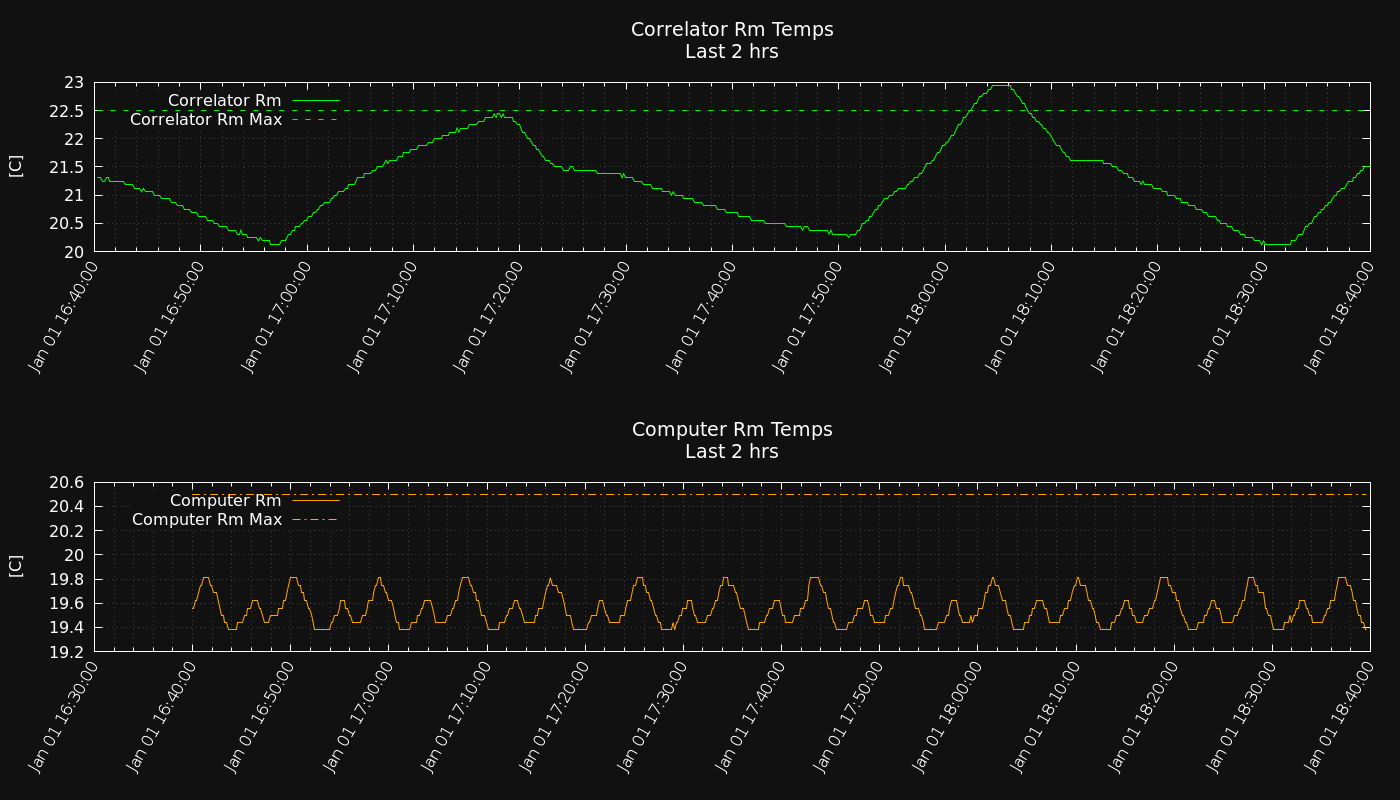 Correlator Rm Temps
Last 2 hrs
[C]
23
22.5
22
21.5
21
20.5
20
Correlator Rm
Correlator Rm Max
Jan 01 16:40:00
Jan 01 16:50:00
Jan 01 17:00:00
Jan 01 17:10:00
Jan 01 17:20:00
Jan 01 17:30:00
Jan 01 17:40:00
Jan 01 17:50:00
Jan 01 18:00:00
Jan 01 18:10:00
Jan 01 18:20:00
Jan 01 18:30:00
Jan 01 18:40:00
Computer Rm Temps
Last 2 hrs
[C]
20.6
20.4
20.2
20
19.8
19.6
19.4
19.2
Computer Rm
Computer Rm Max
Jan 01 16:30:00
Jan 01 16:40:00
Jan 01 16:50:00
Jan 01 17:00:00
Jan 01 17:10:00
Jan 01 17:20:00
Jan 01 17:30:00
Jan 01 17:40:00
Jan 01 17:50:00
Jan 01 18:00:00
Jan 01 18:10:00
Jan 01 18:20:00
Jan 01 18:30:00
Jan 01 18:40:00